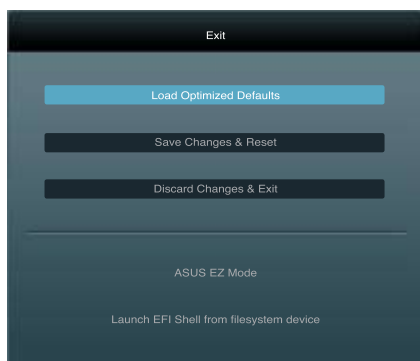 Exit
Load Optimized Defaults
Save Changes & Reset
Discard Changes & Exit
ASUS EZ Mode
Launch EFI Shell from filesystem device